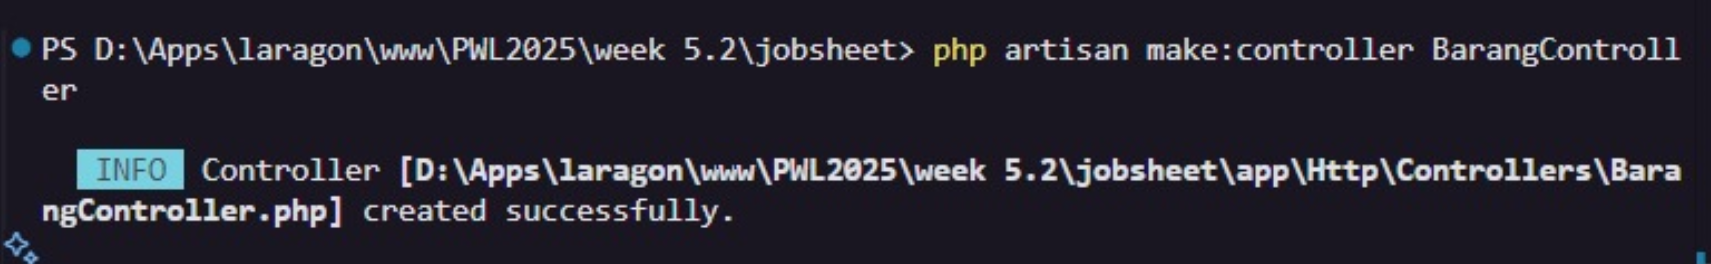 PS D:\Apps\laragon\www\PWL2025\week 5.2\jobsheet> php artisan make:controller BarangControll
er
INFO Controller [D:\Apps\laragon\www\PWL2025\week 5.2\jobsheet\app\Http\Controllers\Bara
ngController.php] created successfully.